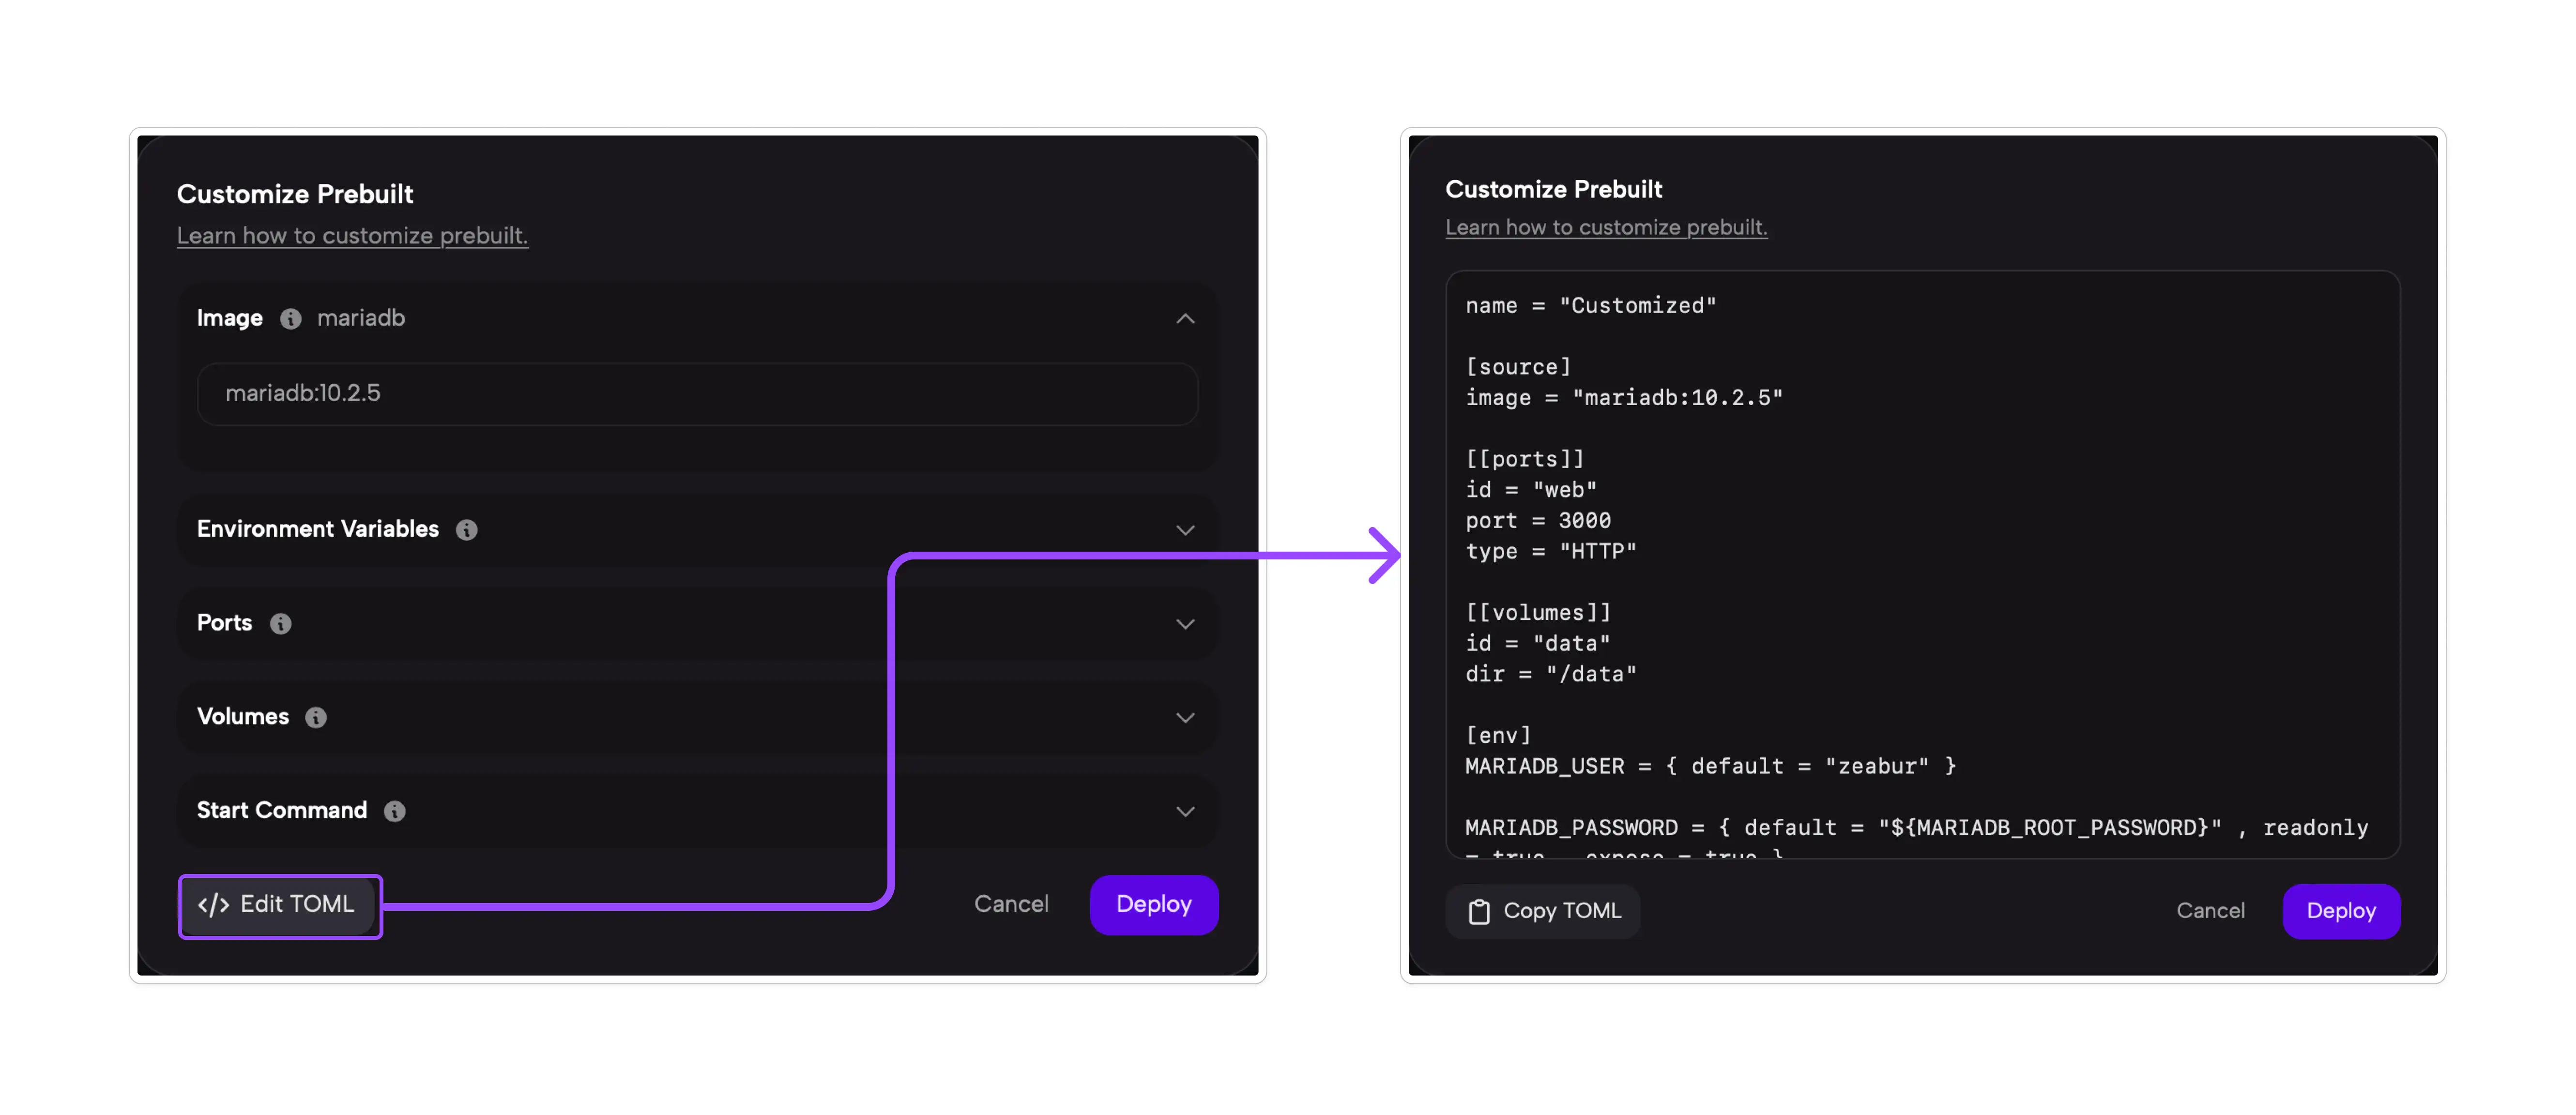 Customize Prebuilt
Learn how to customize prebuilt.
Image mariadb
mariadb:10.2.5
Environment Variables
Ports
Volumes
Start Command
</> Edit TOML
Cancel
Deploy
Customize Prebuilt
Learn how to customize prebuilt.
name = "Customized"
[source]
image = "mariadb:10.2.5"
[[ports]]
id = "web"
port = 3000
type = "HTTP"
[[volumes]]
id = "data"
dir = "/data"
[env]
MARIADB_USER = { default = "zeabur" }
MARIADB_PASSWORD = { default = "${MARIADB_ROOT_PASSWORD}" , readonly
= true , expose = true }
Copy TOML
Cancel
Deploy